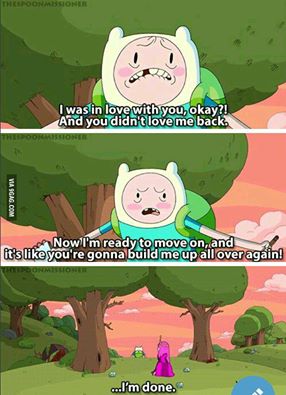 THESPOONMISSIONER
I was in love with you, okay?!
And you didn't love me back.
THESPOONMISSIONER
VIA 9GAG.COM
Now I'm ready to move on, and
it's like you're gonna build me up all over again!
THESPOONMISSIONER
...I'm done.